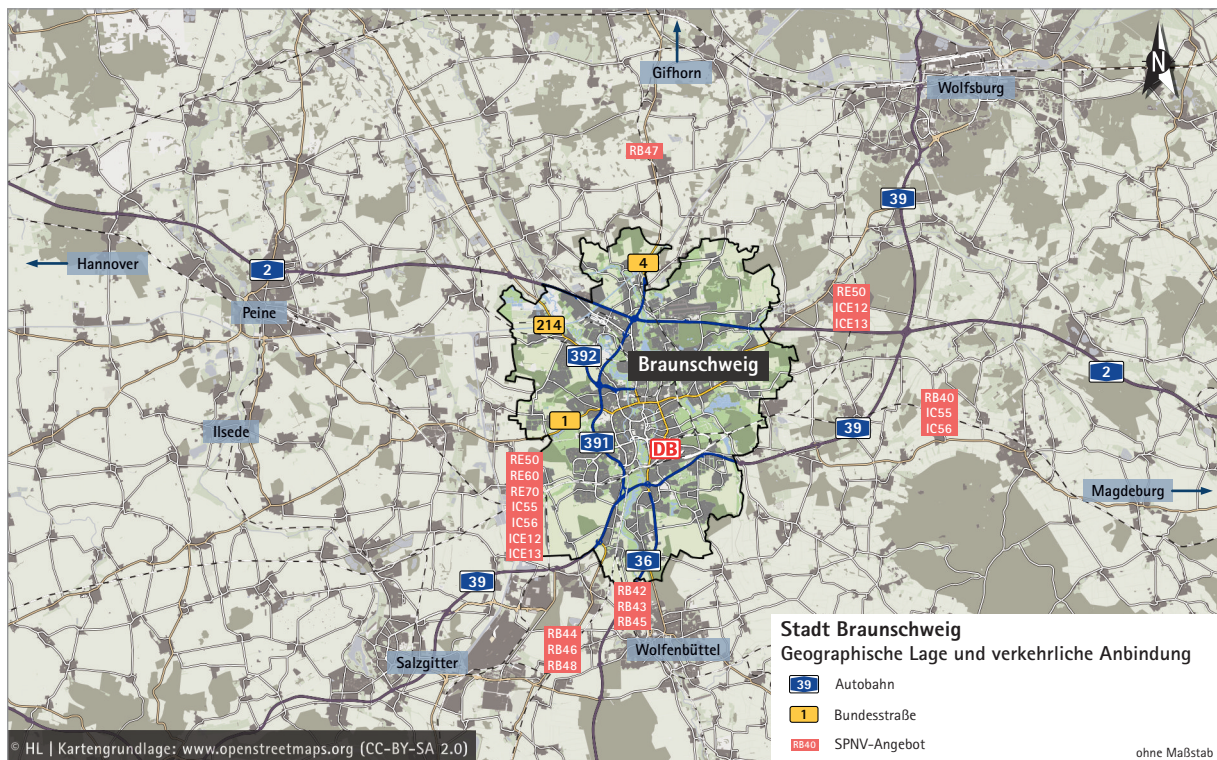 Gifhorn
Wolfsburg
N
RB47
39
Hannover
2
4
Peine
RE50
ICE12
ICE13
214
392
Braunschweig
2
RB40
IC55
IC56
1
39
Ilsede
391
DB
RE50
RE60
RE70
IC55
IC56
ICE12
ICE13
Magdeburg
36
39
RB42
RB43
RB45
RB44
RB46
RB48
Wolfenbüttel
Salzgitter
Stadt Braunschweig
Geographische Lage und verkehrliche Anbindung
39 Autobahn
1 Bundesstraße
RB40 SPNV-Angebot
ohne Maßstab
© HL | Kartengrundlage: www.openstreetmaps.org (CC-BY-SA 2.0)